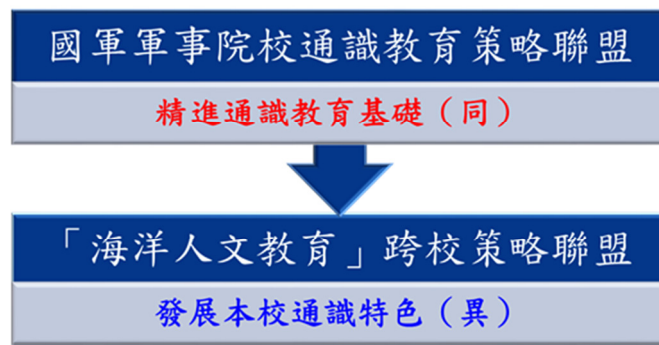 國軍軍事院校通識教育策略聯盟
精進通識教育基礎（同）
「海洋人文教育」跨校策略聯盟
發展本校通識特色（異）